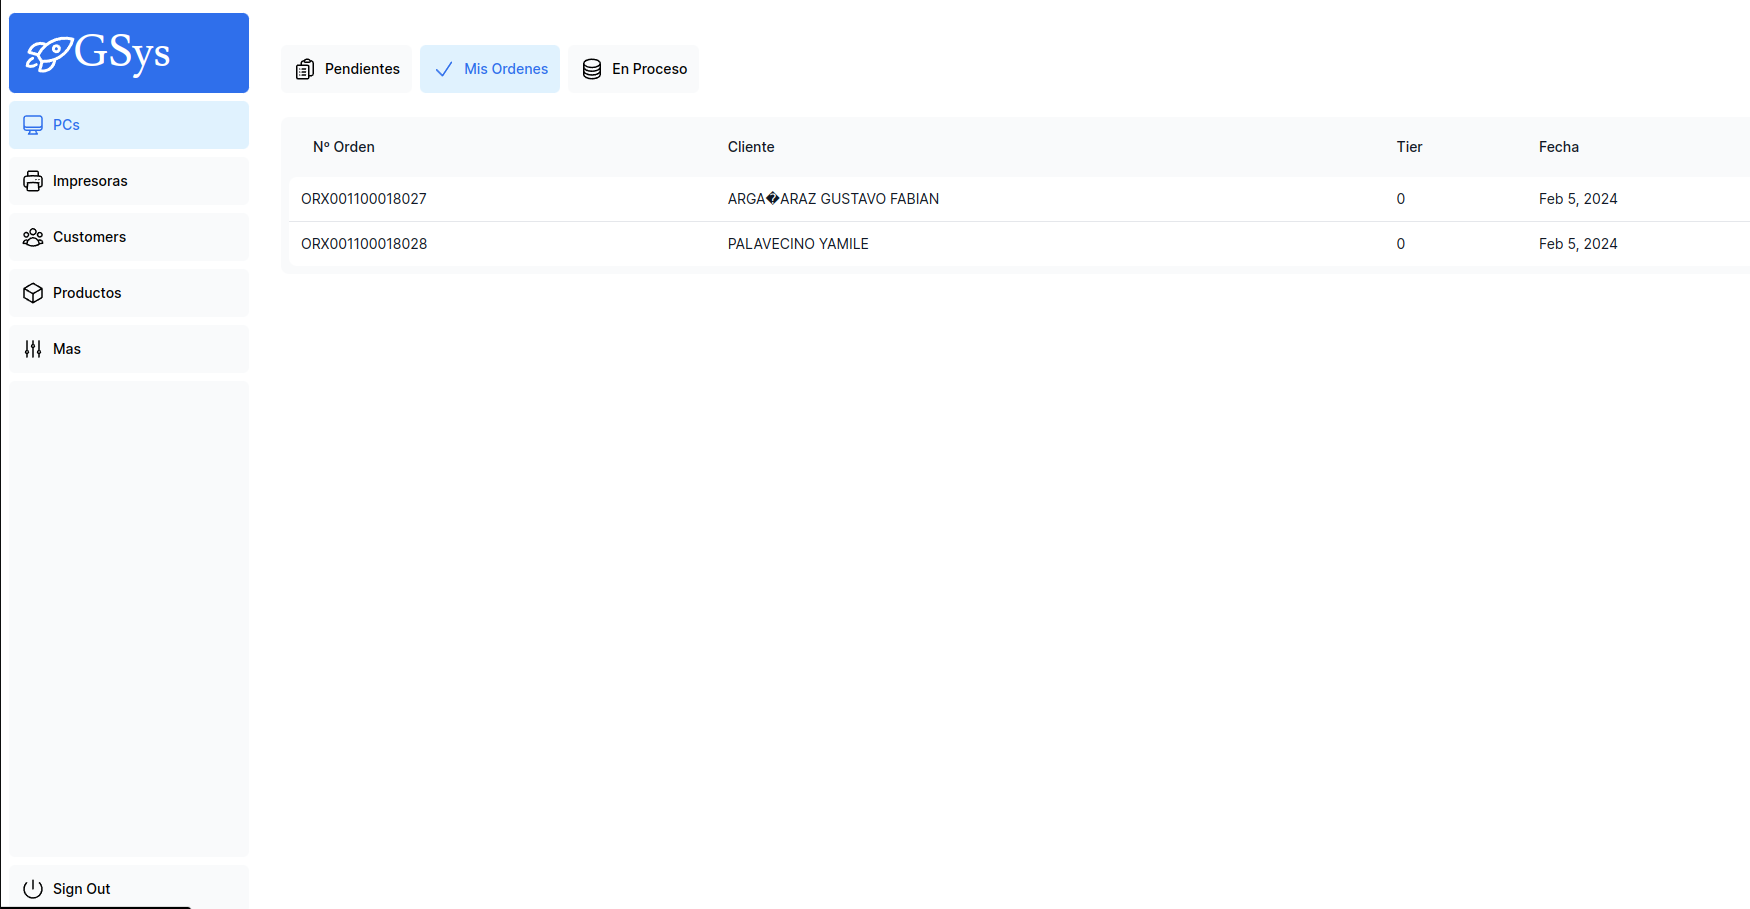 GSys
PCs
Impresoras
Customers
Productos
Mas
Sign Out
Pendientes Mis Ordenes En Proceso
Nº Orden Cliente Tier Fecha
ORX001100018027 ARGA�ARAZ GUSTAVO FABIAN 0 Feb 5, 2024
ORX001100018028 PALAVECINO YAMILE 0 Feb 5, 2024